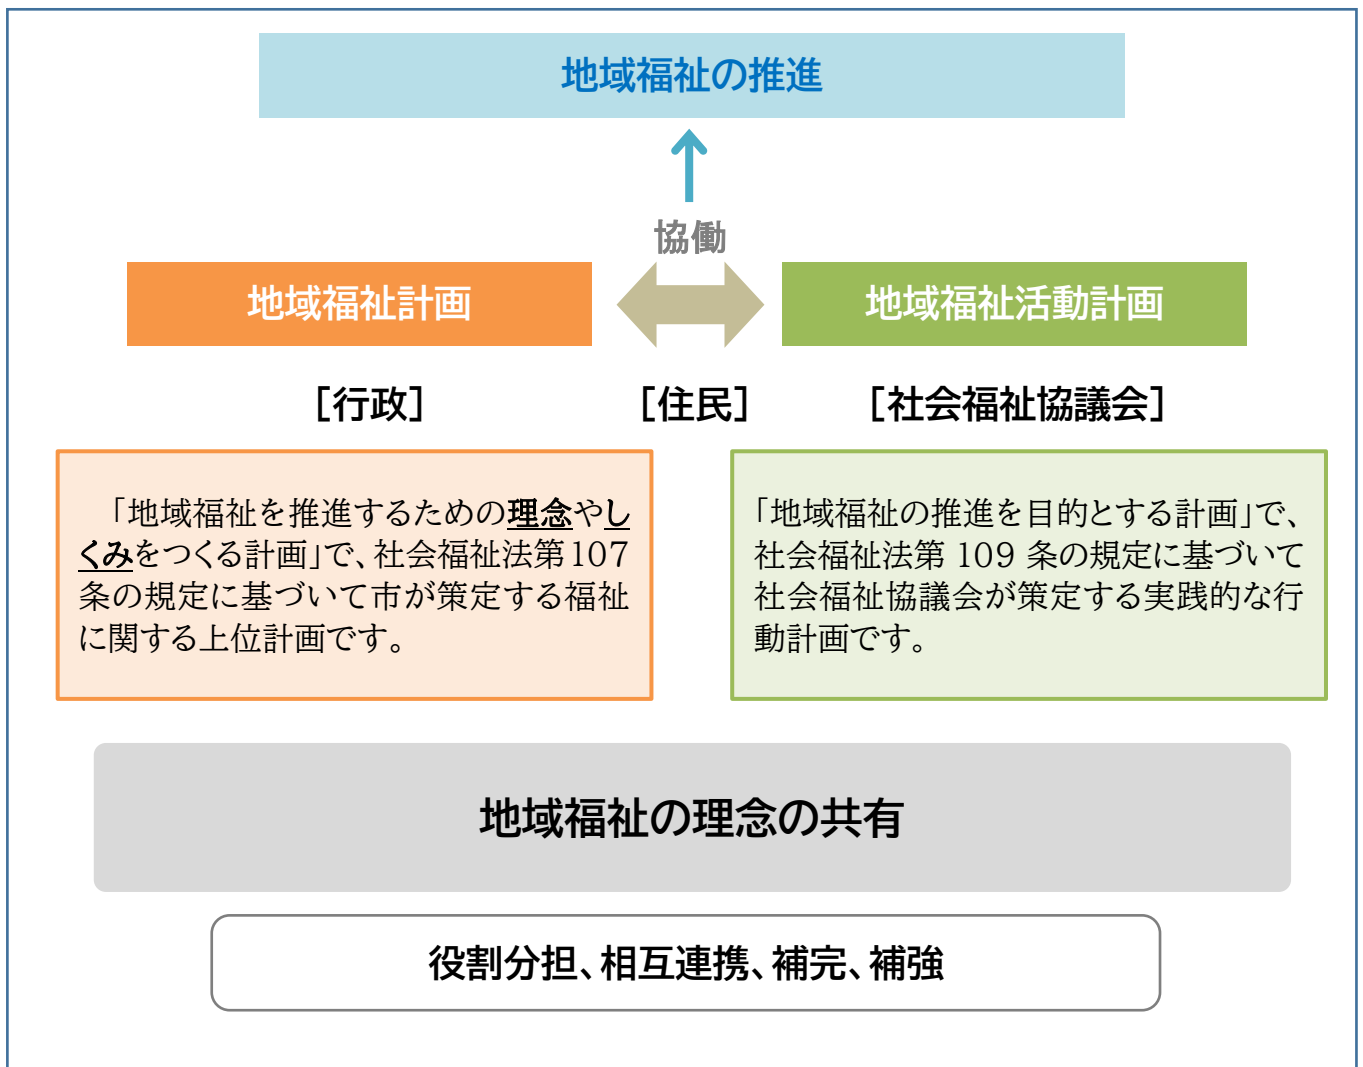 地域福祉の推進
協働
地域福祉計画
地域福祉活動計画
［行政］
［住民］
［社会福祉協議会］
「地域福祉を推進するための理念やし
くみをつくる計画」で、社会福祉法第107
条の規定に基づいて市が策定する福祉
に関する上位計画です。
「地域福祉の推進を目的とする計画」で、
社会福祉法第 109 条の規定に基づいて
社会福祉協議会が策定する実践的な行
動計画です。
地域福祉の理念の共有
役割分担、相互連携、補完、補強